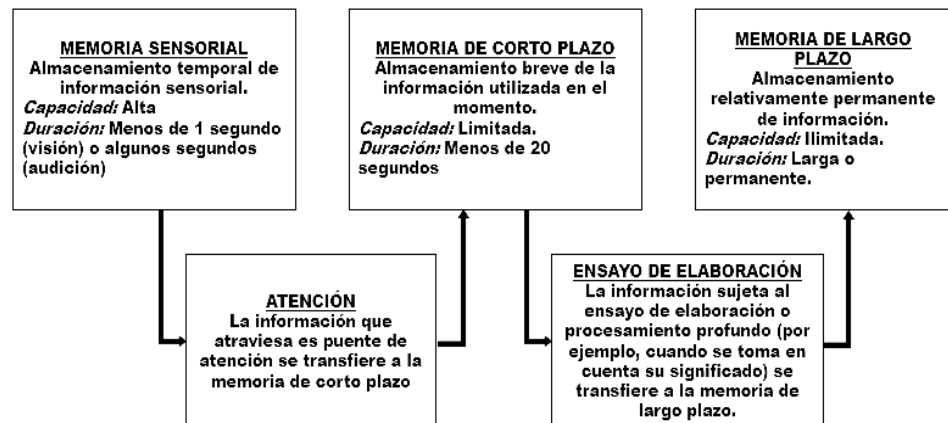 MEMORIA SENSORIAL
Almacenamiento temporal de
información sensorial.
Capacidad: Alta
Duración: Menos de 1 segundo
(visión) o algunos segundos
(audición)
MEMORIA DE CORTO PLAZO
Almacenamiento breve de la
información utilizada en el
momento.
Capacidad: Limitada.
Duración: Menos de 20
segundos
MEMORIA DE LARGO
PLAZO
Almacenamiento
relativamente permanente
de información.
Capacidad: Ilimitada.
Duración: Larga o
permanente.
ATENCIÓN
La información que
atraviesa es puente de
atención se transfiere a la
memoria de corto plazo
ENSAYO DE ELABORACIÓN
La información sujeta al
ensayo de elaboración o
procesamiento profundo (por
ejemplo, cuando se toma en
cuenta su significado) se
transfiere a la memoria de
largo plazo.